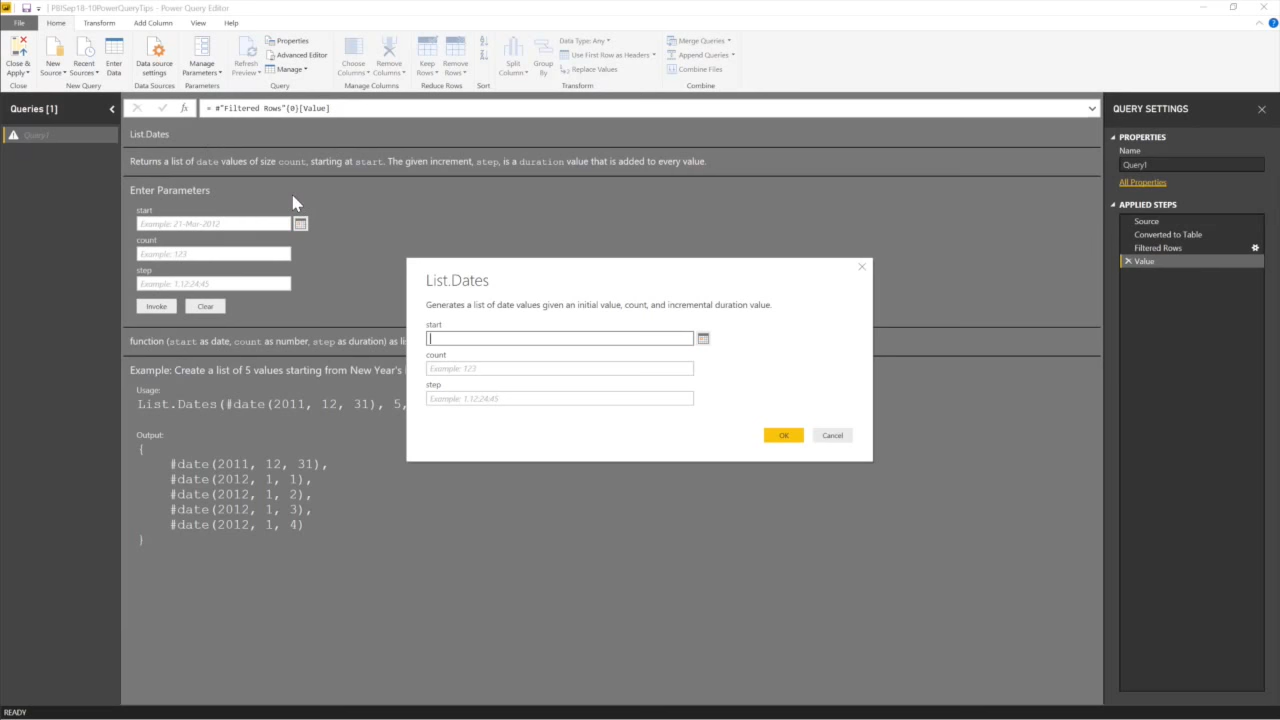 PBISep18-10PowerQueryTips - Power Query Editor
File Home Transform Add Column View Help
Close & Apply
New Source
Recent Sources
Enter Data
Data source settings
Manage Parameters
Refresh Preview
Properties
Advanced Editor
Manage
Choose Columns
Remove Columns
Keep Rows
Remove Rows
Split Column
Group By
Data Type: Any
Use First Row as Headers
Replace Values
Merge Queries
Append Queries
Combine Files
Close New Query Data Sources Parameters Query Manage Columns Reduce Rows Sort Transform Combine
Queries [1]
Query1
fx = #"Filtered Rows"{0}[Value]
List.Dates
Returns a list of date values of size count, starting at start. The given increment, step, is a duration value that is added to every value.
Enter Parameters
start
Example: 21-Mar-2012
count
Example: 123
step
Example: 1.12:24:45
Invoke Clear
function (start as date, count as number, step as duration) as li
Example: Create a list of 5 values starting from New Year's
Usage:
List.Dates(#date(2011, 12, 31), 5,
Output:
{
#date(2011, 12, 31),
#date(2012, 1, 1),
#date(2012, 1, 2),
#date(2012, 1, 3),
#date(2012, 1, 4)
}
List.Dates
Generates a list of date values given an initial value, count, and incremental duration value.
start
count
Example: 123
step
Example: 1.12:24:45
OK Cancel
QUERY SETTINGS
PROPERTIES
Name
Query1
All Properties
APPLIED STEPS
Source
Converted to Table
Filtered Rows
Value
READY